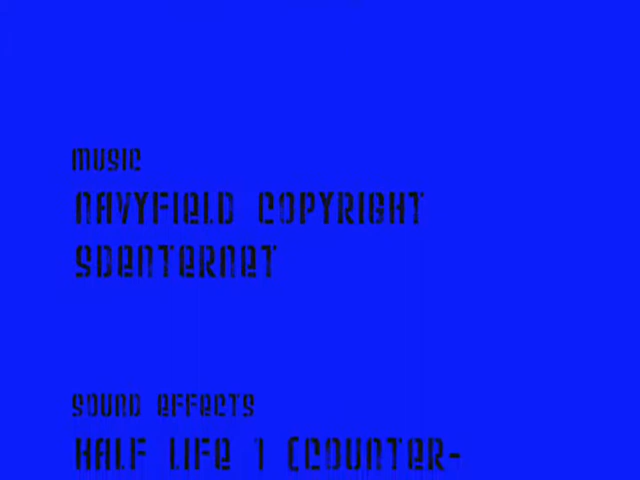 music
NAVYFIELD COPYRIGHT
SDENTERNET
SOUND EFFECTS
HALF LIFE 1 (COUNTER-